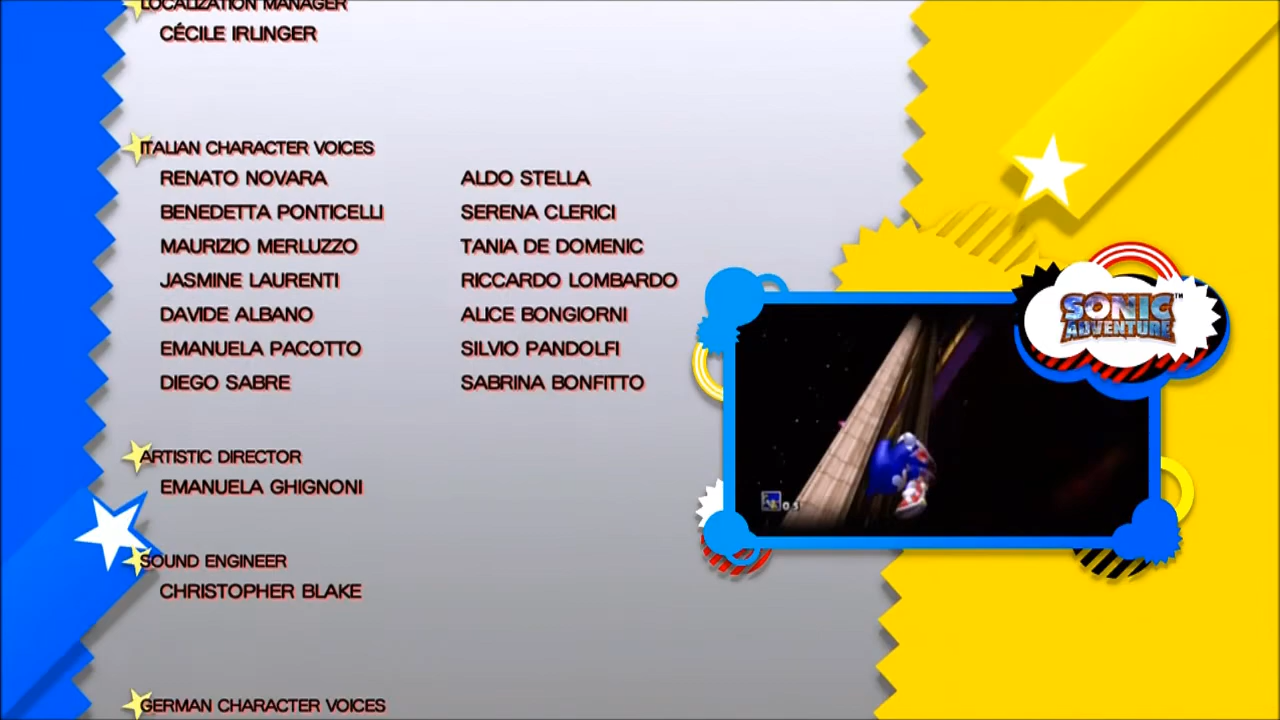 LOCALIZATION MANAGER
CÉCILE IRLINGER
ITALIAN CHARACTER VOICES
RENATO NOVARA ALDO STELLA
BENEDETTA PONTICELLI SERENA CLERICI
MAURIZIO MERLUZZO TANIA DE DOMENIC
JASMINE LAURENTI RICCARDO LOMBARDO
DAVIDE ALBANO ALICE BONGIORNI
EMANUELA PACOTTO SILVIO PANDOLFI
DIEGO SABRE SABRINA BONFITTO
ARTISTIC DIRECTOR
EMANUELA GHIGNONI
SOUND ENGINEER
CHRISTOPHER BLAKE
GERMAN CHARACTER VOICES
SONIC
ADVENTURE™